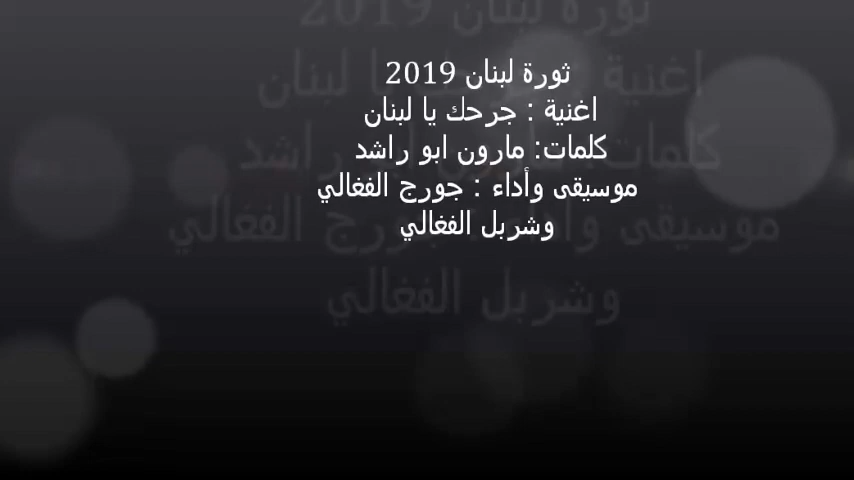 ثورة لبنان 2019
اغنية : جرحك يا لبنان
كلمات: مارون ابو راشد
موسيقى وأداء : جورج الفغالي
وشربل الفغالي